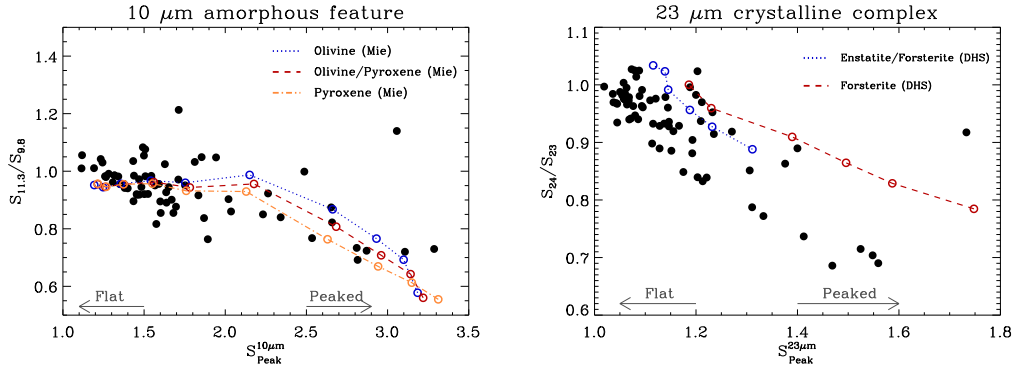 10 μm amorphous feature
S11.3/S9.8
1.4
1.2
1.0
0.8
0.6
Olivine (Mie)
Olivine/Pyroxene (Mie)
Pyroxene (Mie)
Flat
Peaked
1.0 1.5 2.0 2.5 3.0 3.5
S 10μm Peak
23 μm crystalline complex
S24/S23
1.1
1.0
0.9
0.8
0.7
0.6
Enstatite/Forsterite (DHS)
Forsterite (DHS)
Flat
Peaked
1.0 1.2 1.4 1.6 1.8
S 23μm Peak